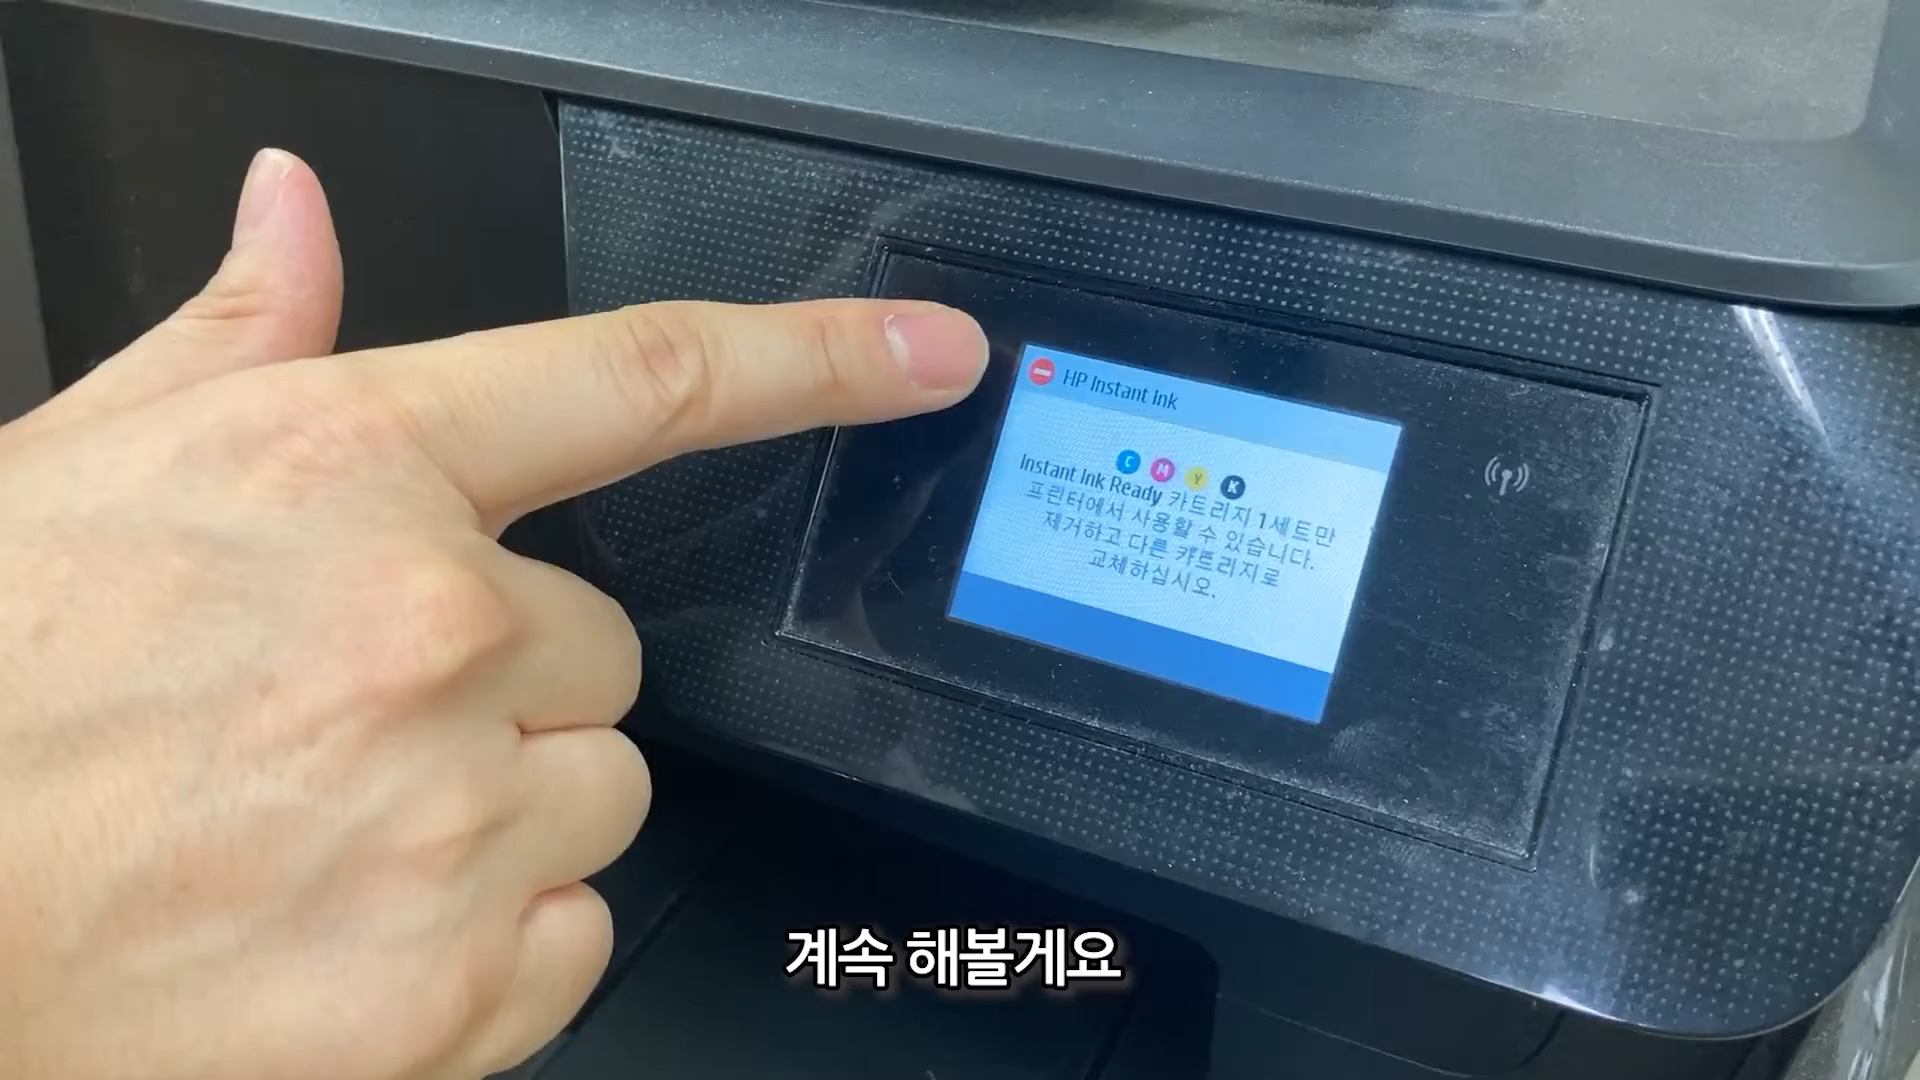 HP Instant Ink
C M Y K
Instant Ink Ready 카트리지 1세트만
프린터에서 사용할 수 있습니다.
제거하고 다른 카트리지로
교체하십시오.
계속 해볼게요